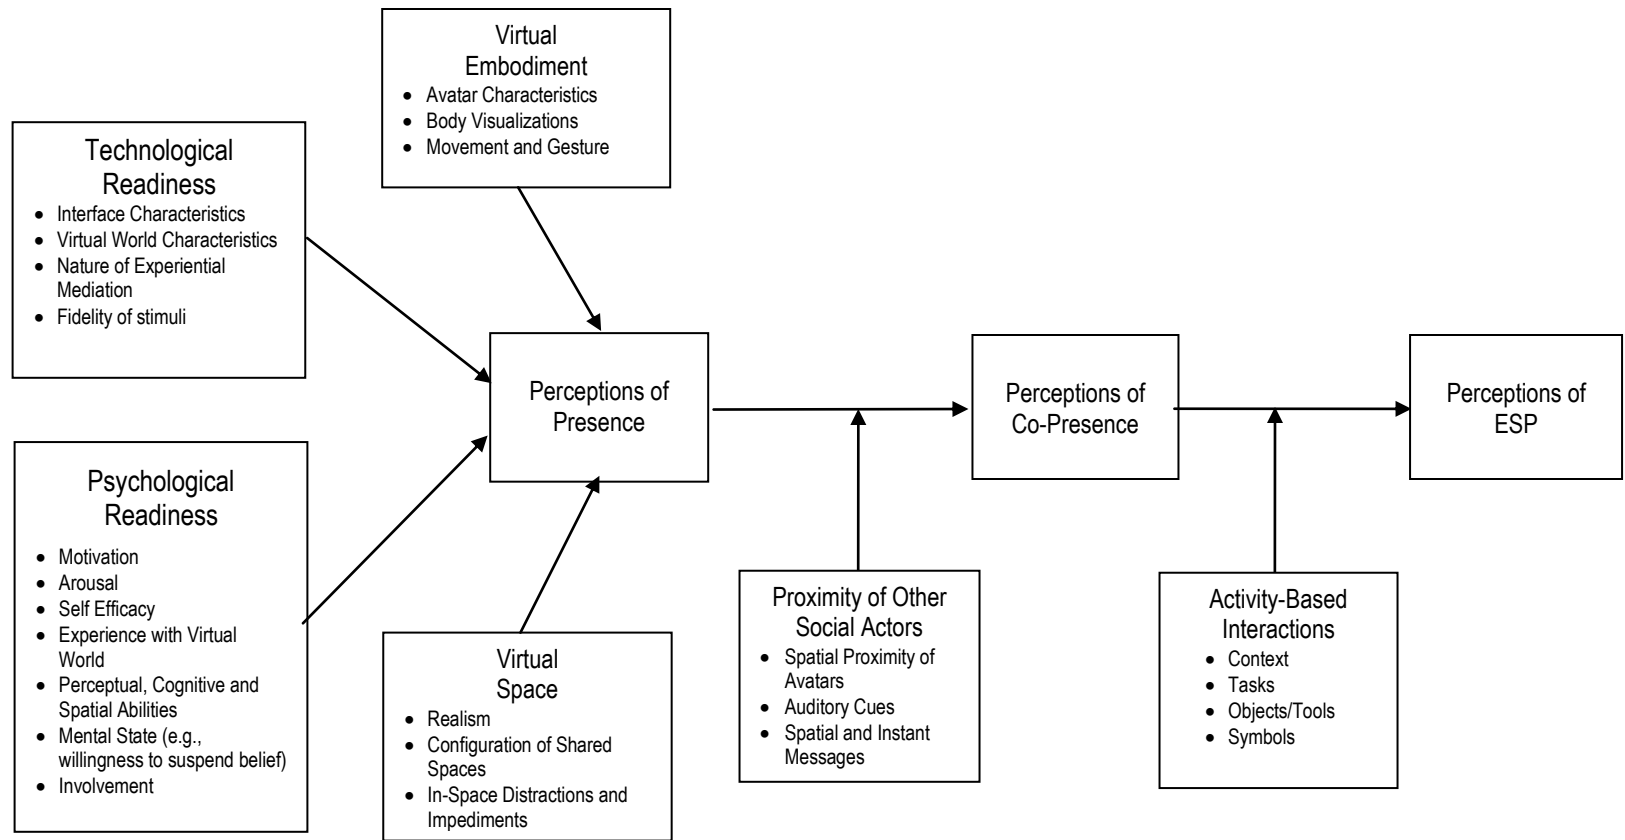 Virtual
Embodiment
• Avatar Characteristics
• Body Visualizations
• Movement and Gesture
Technological
Readiness
• Interface Characteristics
• Virtual World Characteristics
• Nature of Experiential
Mediation
• Fidelity of stimuli
Psychological
Readiness
• Motivation
• Arousal
• Self Efficacy
• Experience with Virtual
World
• Perceptual, Cognitive and
Spatial Abilities
• Mental State (e.g.,
willingness to suspend belief)
• Involvement
Virtual
Space
• Realism
• Configuration of Shared
Spaces
• In-Space Distractions and
Impediments
Perceptions of
Presence
Proximity of Other
Social Actors
• Spatial Proximity of
Avatars
• Auditory Cues
• Spatial and Instant
Messages
Perceptions of
Co-Presence
Activity-Based
Interactions
• Context
• Tasks
• Objects/Tools
• Symbols
Perceptions of
ESP